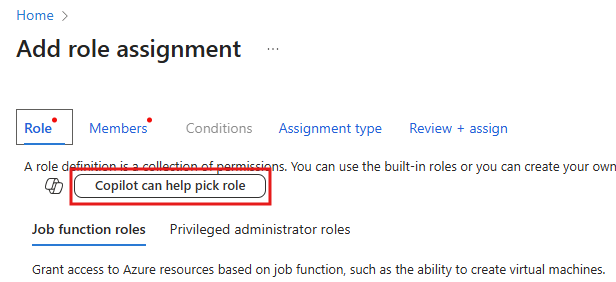 Home >
Add role assignment ...
Role Members Conditions Assignment type Review + assign
A role definition is a collection of permissions. You can use the built-in roles or you can create your own
Copilot can help pick role
Job function roles Privileged administrator roles
Grant access to Azure resources based on job function, such as the ability to create virtual machines.